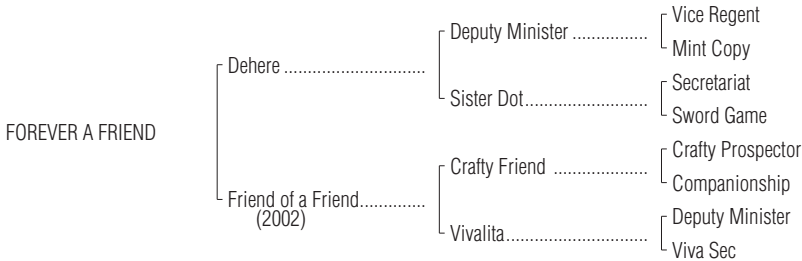 Vice Regent
Deputy Minister ................
Mint Copy
Dehere ............................
Secretariat
Sister Dot.........................
Sword Game
FOREVER A FRIEND
Crafty Prospector
Crafty Friend ...................
Companionship
Friend of a Friend.............
(2002)
Deputy Minister
Vivalita.............................
Viva Sec